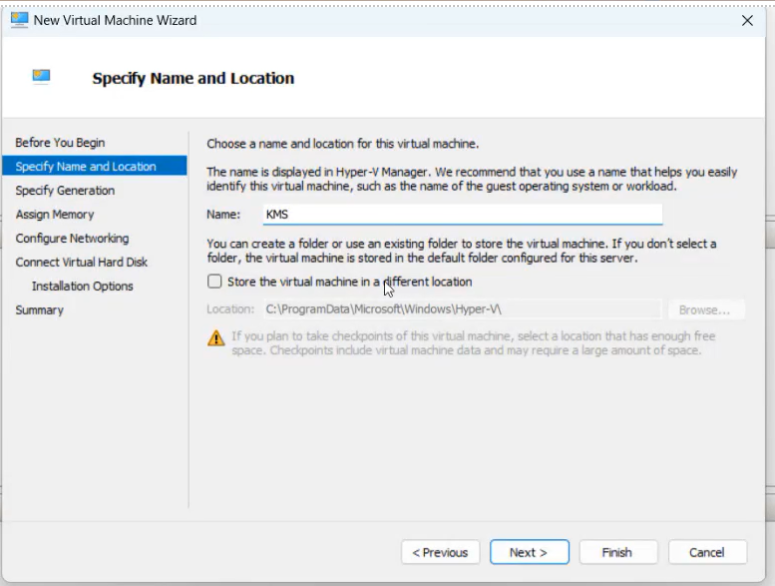 New Virtual Machine Wizard
Specify Name and Location
Before You Begin
Specify Name and Location
Specify Generation
Assign Memory
Configure Networking
Connect Virtual Hard Disk
Installation Options
Summary
Choose a name and location for this virtual machine.
The name is displayed in Hyper-V Manager. We recommend that you use a name that helps you easily
identify this virtual machine, such as the name of the guest operating system or workload.
Name: KMS
You can create a folder or use an existing folder to store the virtual machine. If you don't select a
folder, the virtual machine is stored in the default folder configured for this server.
Store the virtual machine in a different location
Location: C:\ProgramData\Microsoft\Windows\Hyper-V\ Browse...
If you plan to take checkpoints of this virtual machine, select a location that has enough free
space. Checkpoints include virtual machine data and may require a large amount of space.
< Previous Next > Finish Cancel